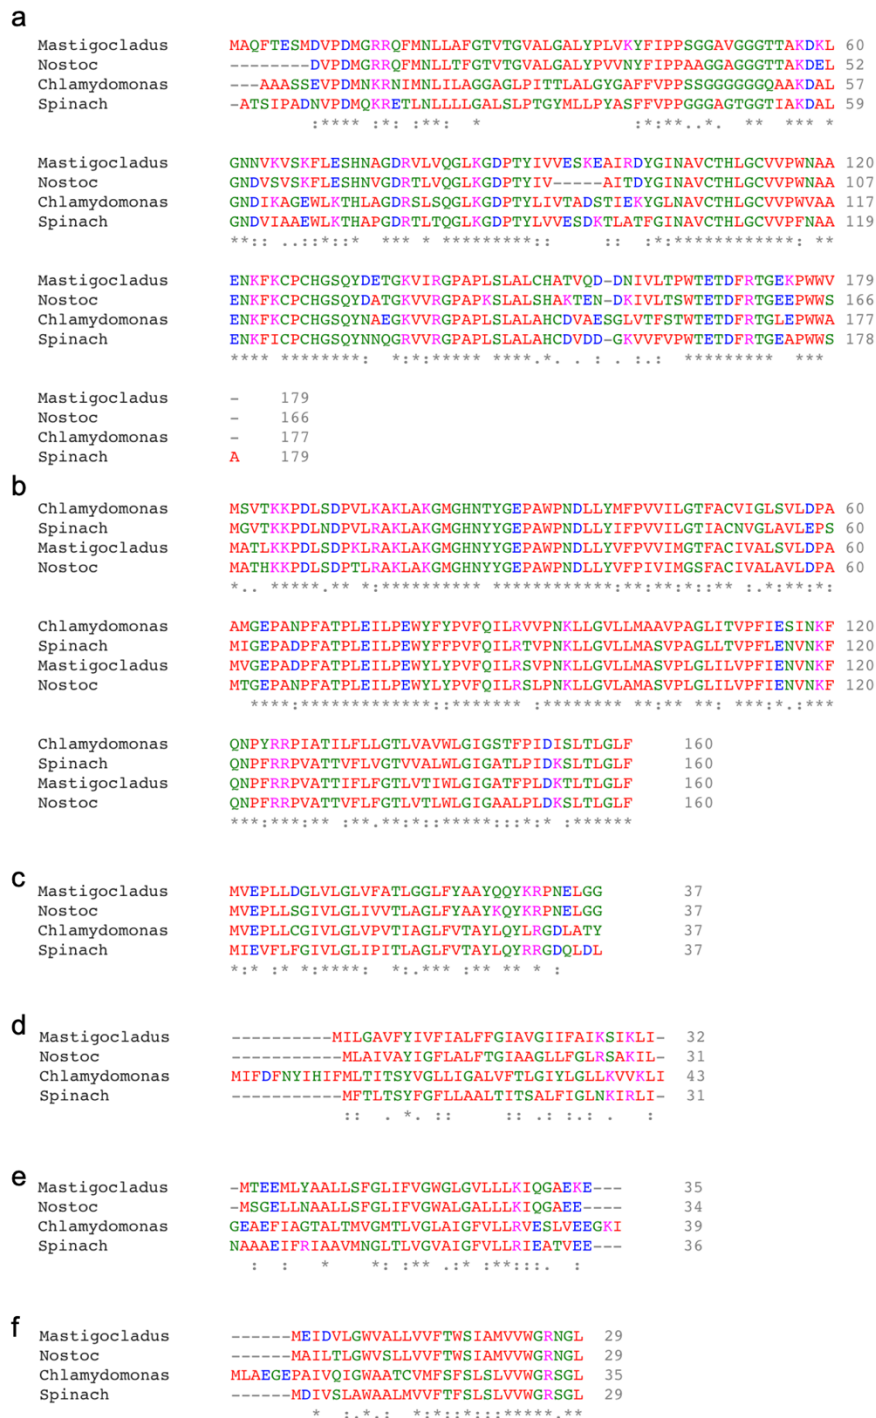 a
Mastigocladus MAQFTESMDVPDMGRRQFMNLLAFGTVTGVALGALYPLVKYFIPPSGGAVGGGTTAKDKL 60
Nostoc --------DVPDMGRRQFMNLLTFGTVTGVALGALYPVVNYFIPPAAGGAGGGTTAKDEL 52
Chlamydomonas ---AAASSEVPDMNKRNIMNLILAGGAGLPITTLALGYGAFFVPPSSGGGGGGQAAKDAL 57
Spinach -ATSIPADNVPDMQKRETLNLLLLGALSLPTGYMLLPYASFFVPPGGGAGTGGTIAKDAL 59
:**** :*: :**: * :*:**..*. ** *** *
Mastigocladus GNNVKVSKFLESHNAGDRVLVQGLKGDPTYIVVESKEAIRDYGINAVCTHLGCVVPWNAA 120
Nostoc GNDVSVSKFLESHNVGDRTLVQGLKGDPTYIV-----AITDYGINAVCTHLGCVVPWNAA 107
Chlamydomonas GNDIKAGEWLKTHLAGDRSLSQGLKGDPTYLIVTADSTIEKYGLNAVCTHLGCVVPWVAA 117
Spinach GNDVIAAEWLKTHAPGDRTLTQGLKGDPTYLVVESDKTLATFGINAVCTHLGCVVPFNAA 119
**:: ..::*::* *** * *********:: :: :*:************: **
Mastigocladus ENKFKCPCHGSQYDETGKVIRGPAPLSLALCHATVQD-DNIVLTPWTETDFRTGEKPWWV 179
Nostoc ENKFKCPCHGSQYDATGKVVRGPAPKSLALSHAKTEN-DKIVLTSWTETDFRTGEEPWWS 166
Chlamydomonas ENKFKCPCHGSQYNAEGKVVRGPAPLSLALAHCDVAESGLVTFSTWTETDFRTGLEPWWA 177
Spinach ENKFICPCHGSQYNNQGRVVRGPAPLSLALAHCDVDD-GKVVFVPWTETDFRTGEAPWWS 178
**** ********: *:*:***** ****.*. . : . :.: ********* ***
Mastigocladus - 179
Nostoc - 166
Chlamydomonas - 177
Spinach A 179
b
Chlamydomonas MSVTKKPDLSDPVLKAKLAKGMGHNTYGEPAWPNDLLYMFPVVILGTFACVIGLSVLDPA 60
Spinach MGVTKKPDLNDPVLRAKLAKGMGHNYYGEPAWPNDLLYIFPVVILGTIACNVGLAVLEPS 60
Mastigocladus MATLKKPDLSDPKLRAKLAKGMGHNYYGEPAWPNDLLYVFPVVIMGTFACIVALSVLDPA 60
Nostoc MATHKKPDLSDPTLRAKLAKGMGHNYYGEPAWPNDLLYVFPIVIMGSFACIVALAVLDPA 60
*.. *****.** *:********** ************:**:**:*::** :.*:**:*:
Chlamydomonas AMGEPANPFATPLEILPEWYFYPVFQILRVVPNKLLGVLLMAAVPAGLITVPFIESINKF 120
Spinach MIGEPADPFATPLEILPEWYFFPVFQILRTVPNKLLGVLLMASVPAGLLTVPFLENVNKF 120
Mastigocladus MVGEPADPFATPLEILPEWYLYPVFQILRSVPNKLLGVLLMASVPLGLILVPFIENVNKF 120
Nostoc MTGEPANPFATPLEILPEWYLYPVFQILRSLPNKLLGVLAMASVPLGLILVPFIENVNKF 120
****:*************::******* :******** **:** **: ***:*.:***
Chlamydomonas QNPYRRPIATILFLLGTLVAVWLGIGSTFPIDISLTLGLF 160
Spinach QNPFRRPVATTVFLVGTVVALWLGIGATLPIDKSLTLGLF 160
Mastigocladus QNPFRRPVATTIFLFGTLVTIWLGIGATFPLDKTLTLGLF 160
Nostoc QNPFRRPVATTVFLFGTLVTLWLGIGAALPLDKSLTLGLF 160
***:***:** :**.**:*::*****:::*:* :******
c
Mastigocladus MVEPLLDGLVLGLVFATLGGLFYAAYQQYKRPNELGG 37
Nostoc MVEPLLSGIVLGLIVVTLAGLFYAAYKQYKRPNELGG 37
Chlamydomonas MVEPLLCGIVLGLVPVTIAGLFVTAYLQYLRGDLATY 37
Spinach MIEVFLFGIVLGLIPITLAGLFVTAYLQYRRGDQLDL 37
*:* :* *:****: *:.*** :** ** * :
d
Mastigocladus ----------MILGAVFYIVFIALFFGIAVGIIFAIKSIKLI- 32
Nostoc -----------MLAIVAYIGFLALFTGIAAGLLFGLRSAKIL- 31
Chlamydomonas MIFDFNYIHIFMLTITSYVGLLIGALVFTLGIYLGLLKVVKLI 43
Spinach -----------MFTLTSYFGFLLAALTITSALFIGLNKIRLI- 31
:: . *. :: :: .: :.: . :
e
Mastigocladus -MTEEMLYAALLSFGLIFVGWGLGVLLLKIQGAEKE--- 35
Nostoc -MSGELLNAALLSFGLIFVGWALGALLLKIQGAEE---- 34
Chlamydomonas GEAEFIAGTALTMVGMTLVGLAIGFVLLRVESLVEEGKI 39
Spinach NAAAEIFRIAAVMNGLTLVGVAIGFVLLRIEATVEE--- 36
: : * *: :** .:* :**:::. :
f
Mastigocladus ------MEIDVLGWVALLVVFTWSIAMVVWGRNGL 29
Nostoc ------MAILTLGWVSLLVVFTWSIAMVVWGRNGL 29
Chlamydomonas MLAEGEPAIVQIGWAATCVMFSFSLSLVVWGRSGL 35
Spinach ------MDIVSLAWAALMVVFTFSLSLVVWGRSGL 29
* :.*.: *:*::*:::*****.**